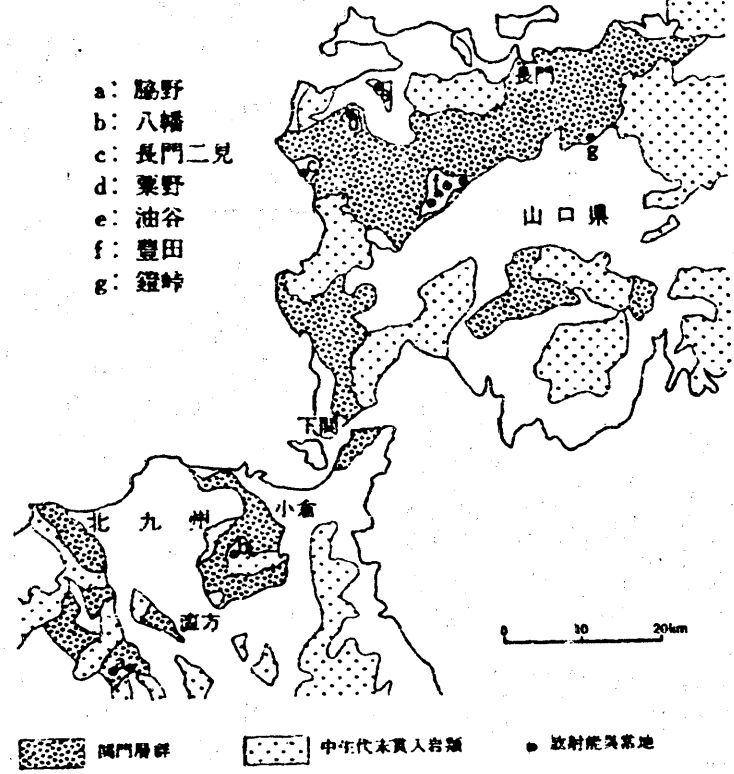 a: 脇野
b: 八幡
c: 長門二見
d: 粟野
e: 油谷
f: 豊田
g: 鎧峠
長門
g
山口県
下関
小倉
北九州
直方
0 10 20km
関門層群
中生代末貫入岩類
放射能異常地